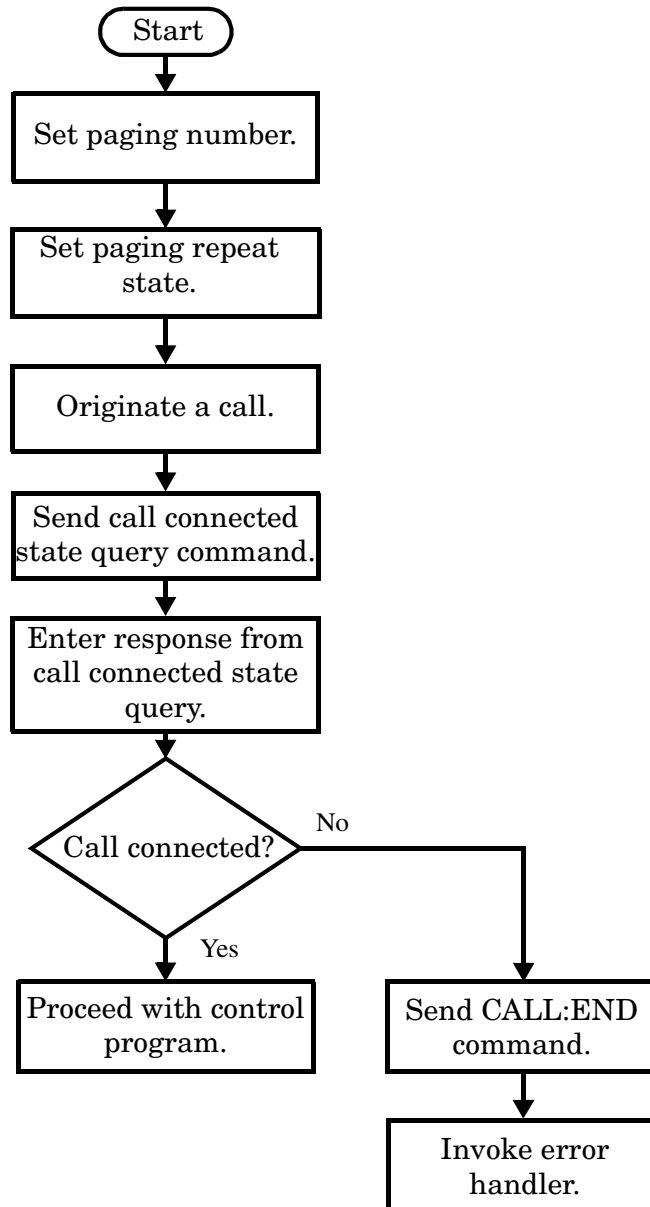 Start
Set paging number.
Set paging repeat
state.
Originate a call.
Send call connected
state query command.
Enter response from
call connected state
query.
Call connected?
No
Yes
Proceed with control
program.
Send CALL:END
command.
Invoke error
handler.